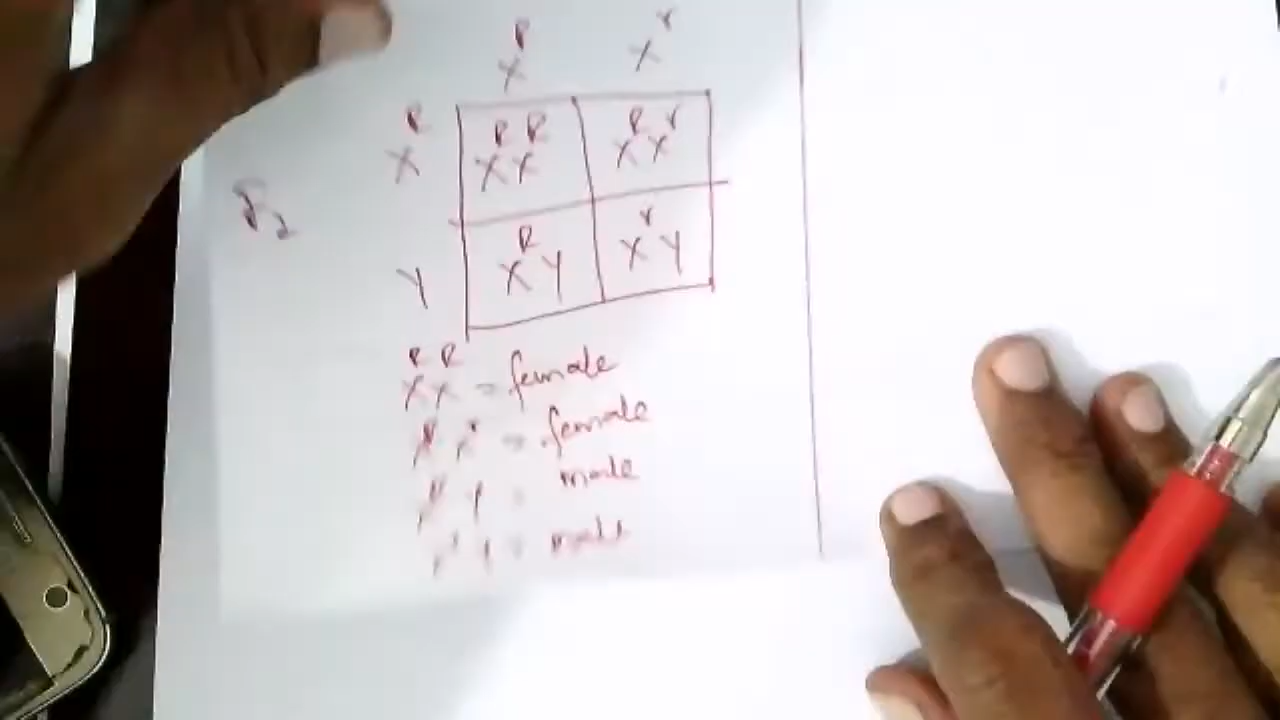 X^R X^r
X^R X^R X^R X^r X^r
F2
Y X^R Y X^r Y
X^R X^R = female
X^R X^r = female
X^R Y = male
X^r Y = male